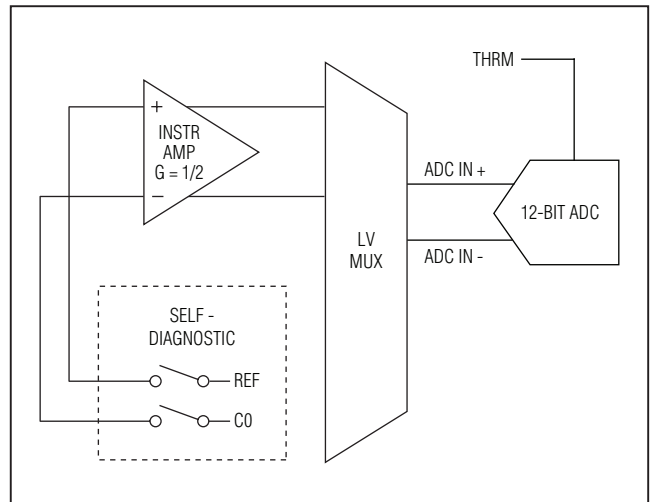 THRM
+
INSTR
AMP
G = 1/2
−
ADC IN +
12-BIT ADC
LV
MUX
ADC IN -
SELF -
DIAGNOSTIC
REF
C0